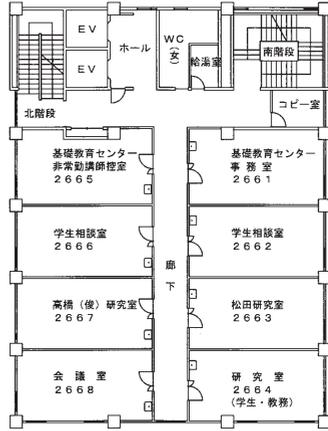 EV
EV
ホール
WC
(女)
給湯室
南階段
コピー室
北階段
基礎教育センター
非常勤講師控室
2665
基礎教育センター
事務室
2661
学生相談室
2666
学生相談室
2662
廊下
高橋(俊)研究室
2667
松田研究室
2663
会議室
2668
研究室
2664
(学生・教務)